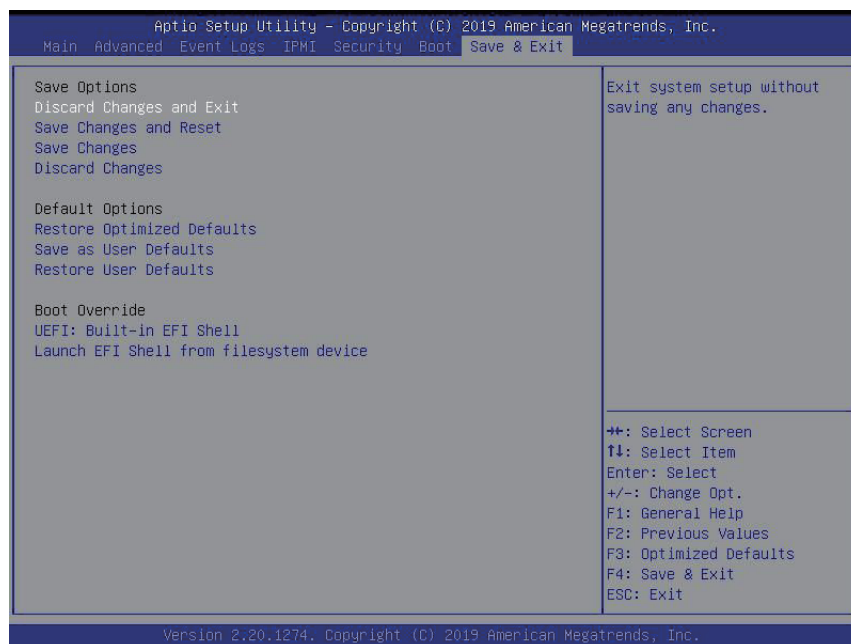 Aptio Setup Utility – Copyright (C) 2019 American Megatrends, Inc.
Main Advanced Event Logs IPMI Security Boot Save & Exit
Save Options
Discard Changes and Exit
Save Changes and Reset
Save Changes
Discard Changes
Default Options
Restore Optimized Defaults
Save as User Defaults
Restore User Defaults
Boot Override
UEFI: Built-in EFI Shell
Launch EFI Shell from filesystem device
Exit system setup without
saving any changes.
→←: Select Screen
↑↓: Select Item
Enter: Select
+/-: Change Opt.
F1: General Help
F2: Previous Values
F3: Optimized Defaults
F4: Save & Exit
ESC: Exit
Version 2.20.1274. Copyright (C) 2019 American Megatrends, Inc.